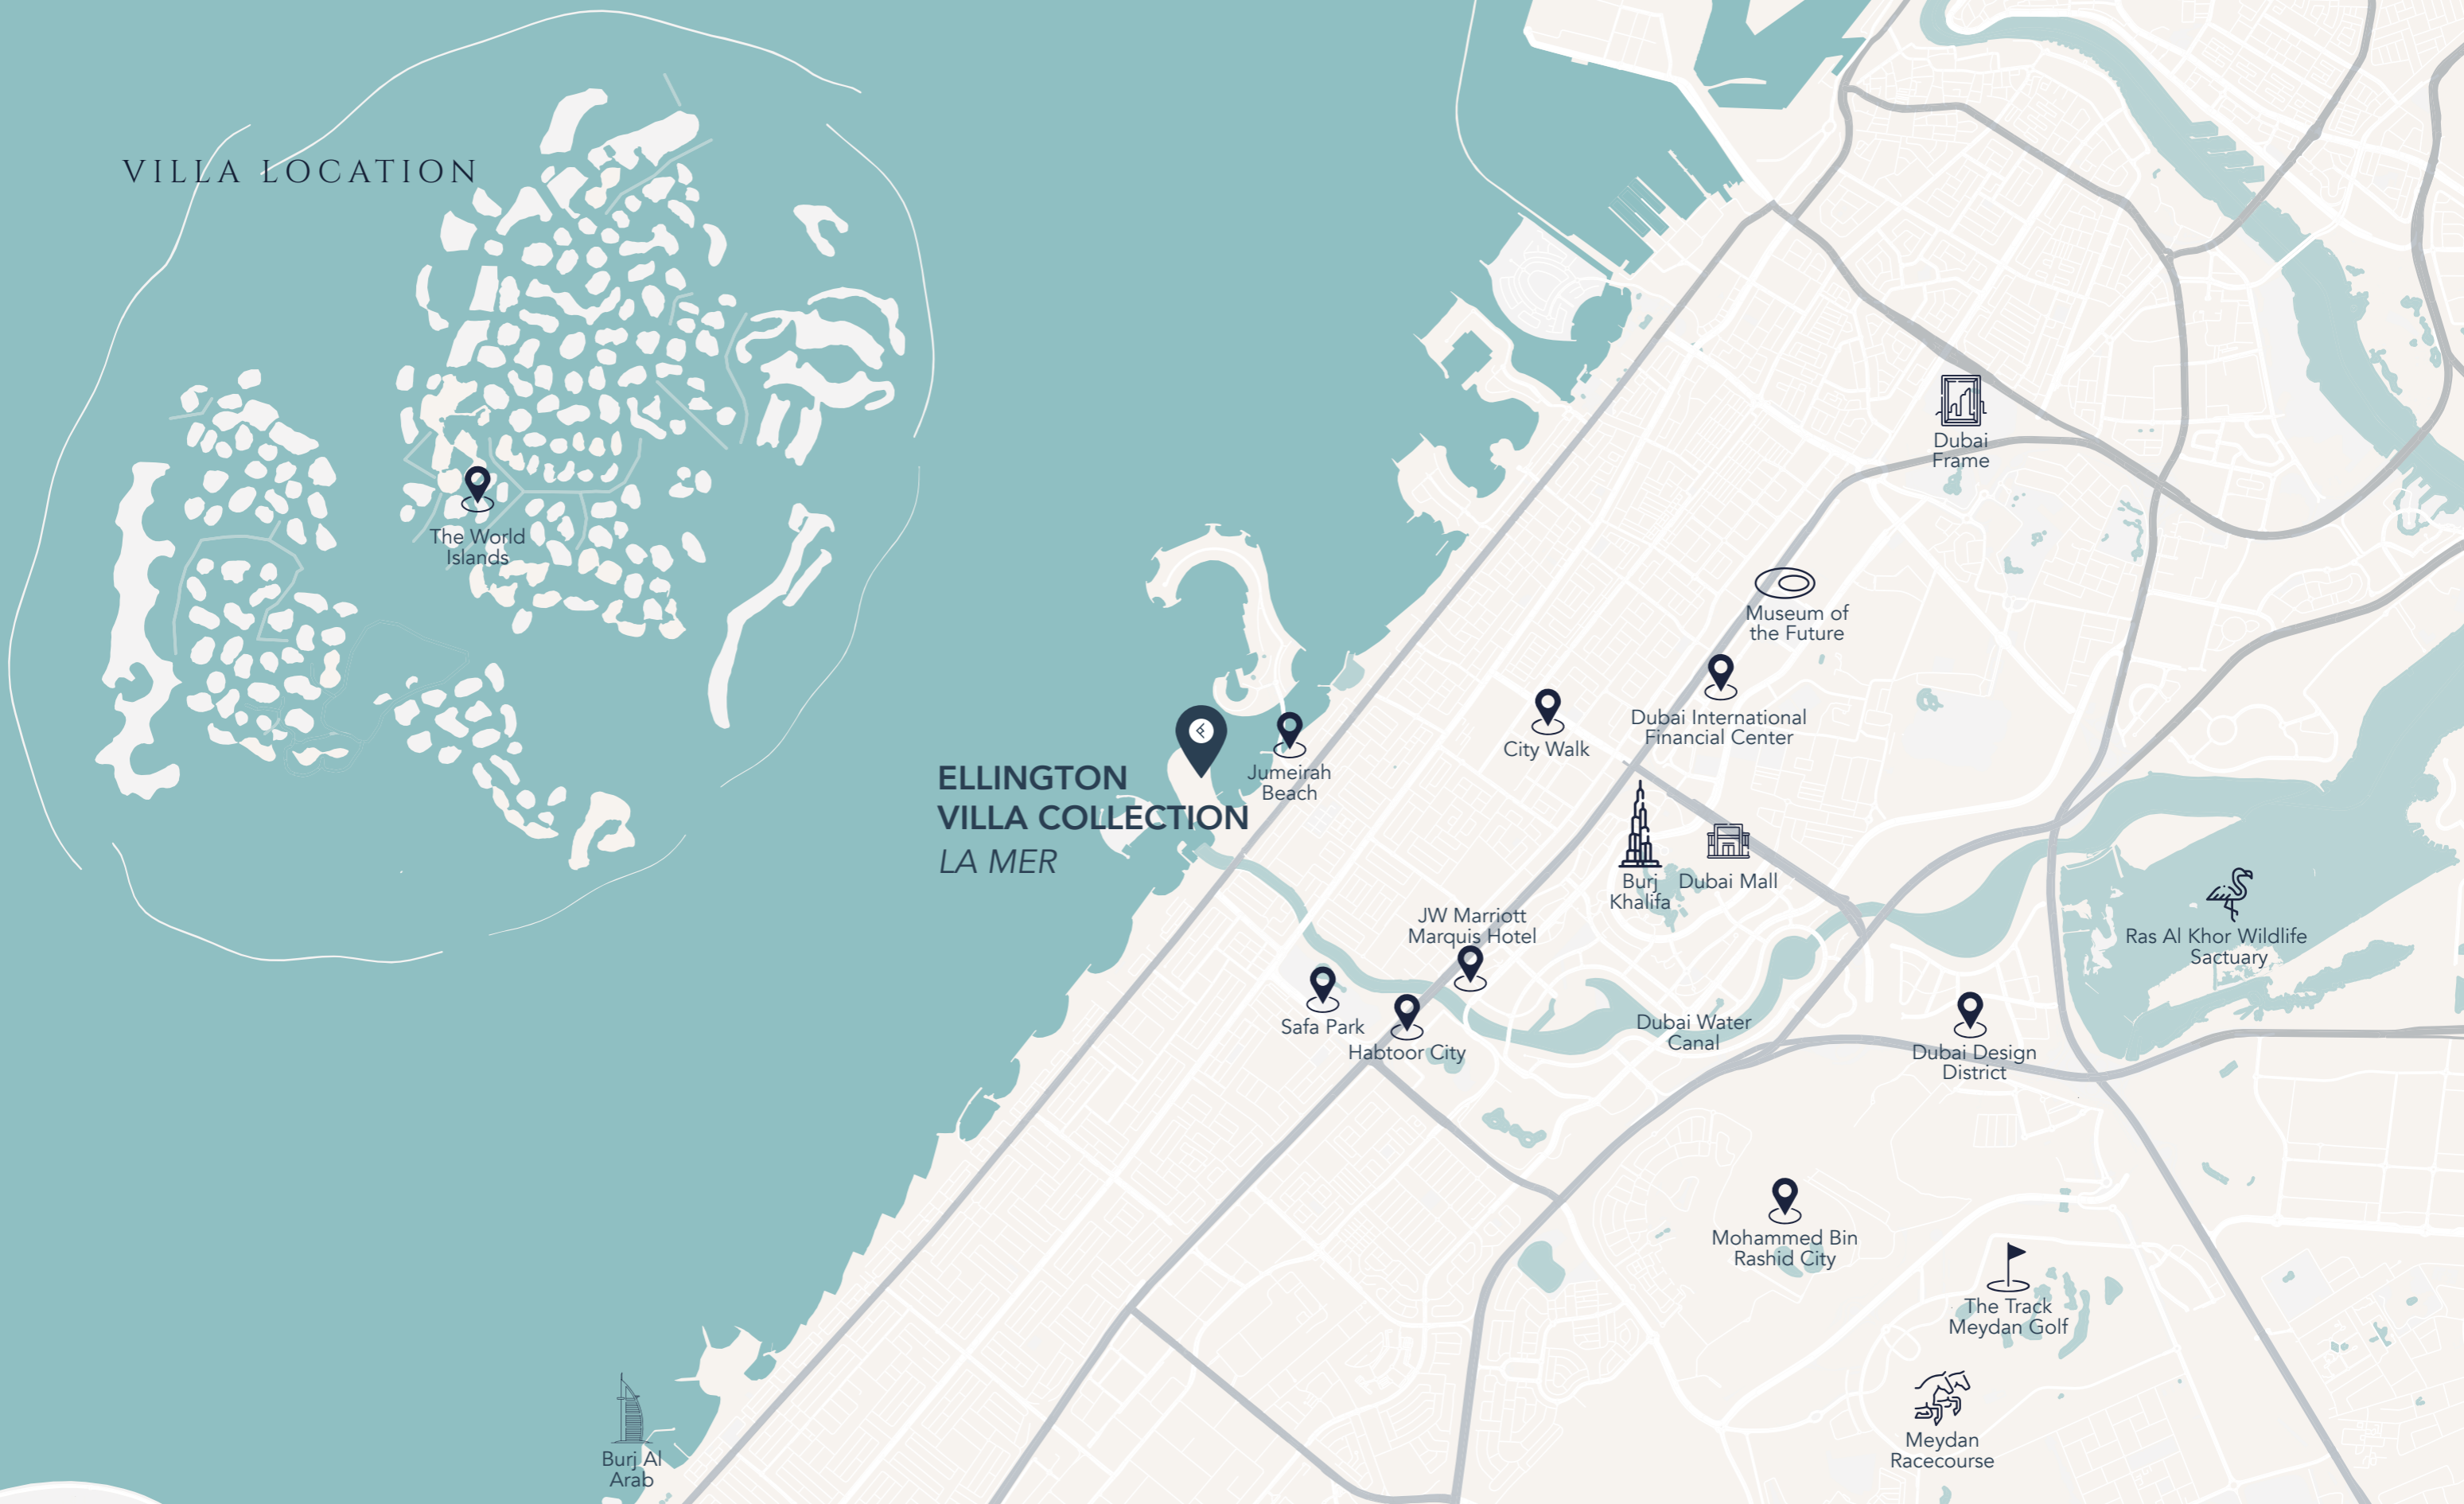 VILLA LOCATION
Dubai
Frame
The World
Islands
Museum of
the Future
Dubai International
Financial Center
City Walk
Jumeirah
Beach
ELLINGTON
VILLA COLLECTION
LA MER
Burj
Khalifa
Dubai Mall
JW Marriott
Marquis Hotel
Ras Al Khor Wildlife
Sactuary
Safa Park
Habtoor City
Dubai Water
Canal
Dubai Design
District
Mohammed Bin
Rashid City
The Track
Meydan Golf
Meydan
Racecourse
Burj Al
Arab